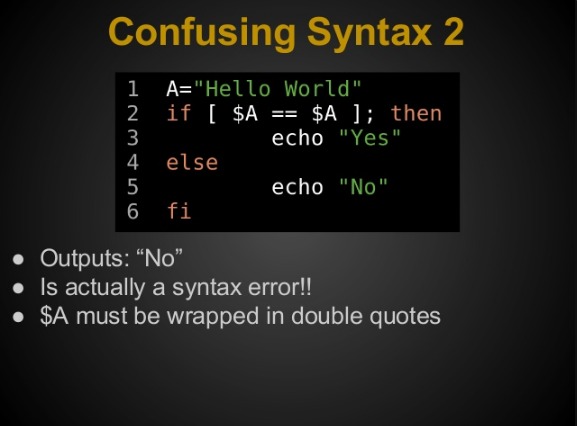 Confusing Syntax 2
1 A="Hello World"
2 if [ $A == $A ]; then
3 echo "Yes"
4 else
5 echo "No"
6 fi
● Outputs: “No”
● Is actually a syntax error!!
● $A must be wrapped in double quotes